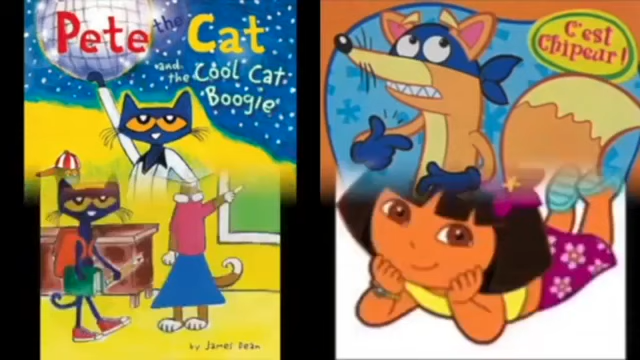 Pete the Cat
and the Cool Cat
Boogie
by James Dean
C'est
Chipeur!